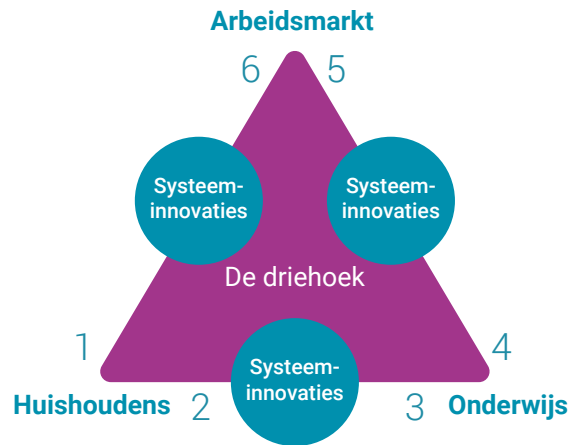 Arbeidsmarkt
6 5
Systeem-
innovaties
Systeem-
innovaties
De driehoek
1
4
Systeem-
innovaties
Huishoudens 2
3 Onderwijs